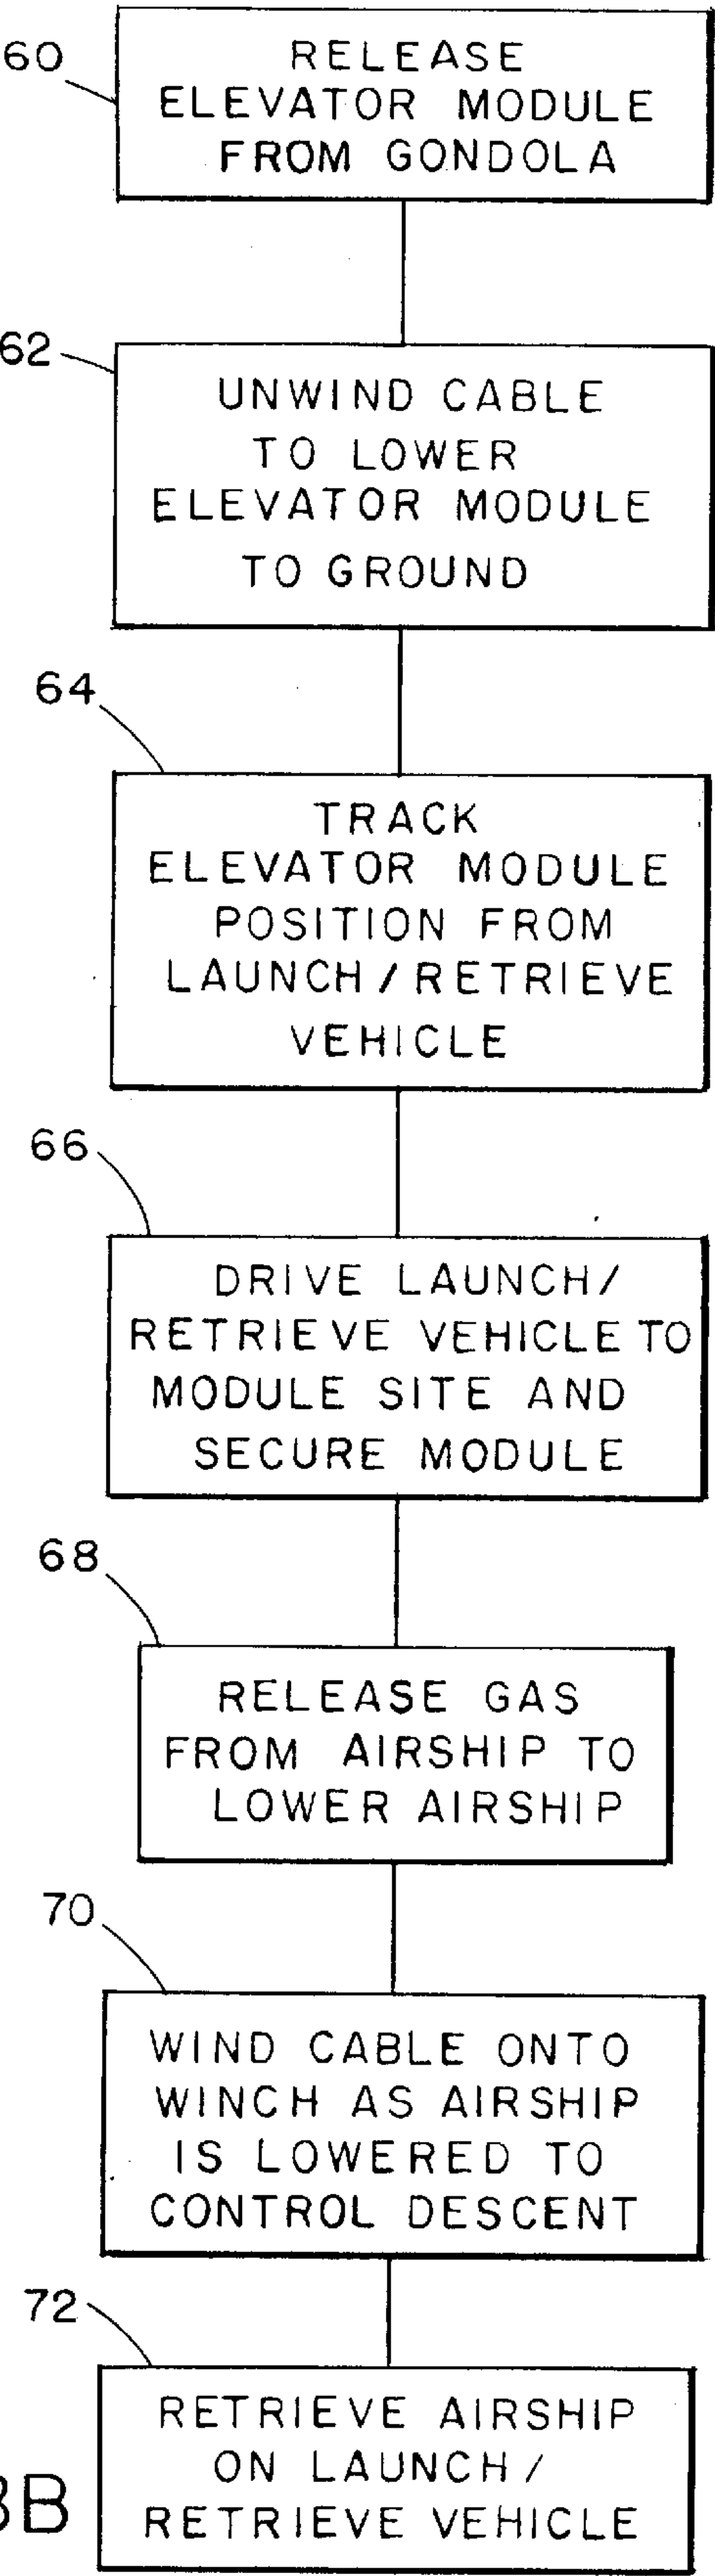 60
RELEASE
ELEVATOR MODULE
FROM GONDOLA
62
UNWIND CABLE
TO LOWER
ELEVATOR MODULE
TO GROUND
64
TRACK
ELEVATOR MODULE
POSITION FROM
LAUNCH/RETRIEVE
VEHICLE
66
DRIVE LAUNCH/
RETRIEVE VEHICLE TO
MODULE SITE AND
SECURE MODULE
68
RELEASE GAS
FROM AIRSHIP TO
LOWER AIRSHIP
70
WIND CABLE ONTO
WINCH AS AIRSHIP
IS LOWERED TO
CONTROL DESCENT
72
RETRIEVE AIRSHIP
ON LAUNCH/
RETRIEVE VEHICLE